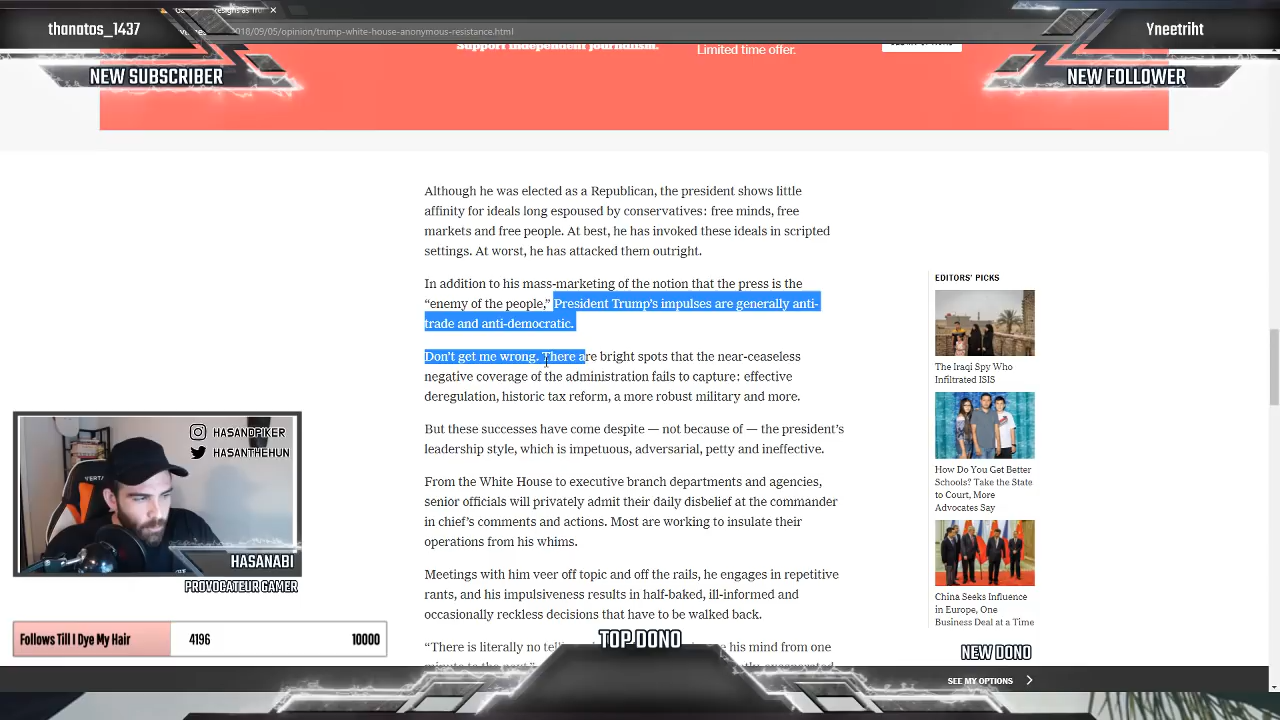 thanatos_1437
NEW SUBSCRIBER
Yneetriht
NEW FOLLOWER
2018/09/05/opinion/trump-white-house-anonymous-resistance.html
Support independent journalism.
Limited time offer.
Although he was elected as a Republican, the president shows little
affinity for ideals long espoused by conservatives: free minds, free
markets and free people. At best, he has invoked these ideals in scripted
settings. At worst, he has attacked them outright.
In addition to his mass-marketing of the notion that the press is the
“enemy of the people,” President Trump’s impulses are generally anti-
trade and anti-democratic.
Don’t get me wrong. There are bright spots that the near-ceaseless
negative coverage of the administration fails to capture: effective
deregulation, historic tax reform, a more robust military and more.
But these successes have come despite — not because of — the president’s
leadership style, which is impetuous, adversarial, petty and ineffective.
From the White House to executive branch departments and agencies,
senior officials will privately admit their daily disbelief at the commander
in chief’s comments and actions. Most are working to insulate their
operations from his whims.
Meetings with him veer off topic and off the rails, he engages in repetitive
rants, and his impulsiveness results in half-baked, ill-informed and
occasionally reckless decisions that have to be walked back.
“There is literally no his mind from one
EDITORS’ PICKS
The Iraqi Spy Who
Infiltrated ISIS
How Do You Get Better
Schools? Take the State
to Court, More
Advocates Say
China Seeks Influence
in Europe, One
Business Deal at a Time
HASANDPIKER
HASANTHEHUN
HASANABI
PROVOCATEUR GAMER
Follows Till I Dye My Hair 4196 10000
TOP DONO
NEW DONO
SEE MY OPTIONS